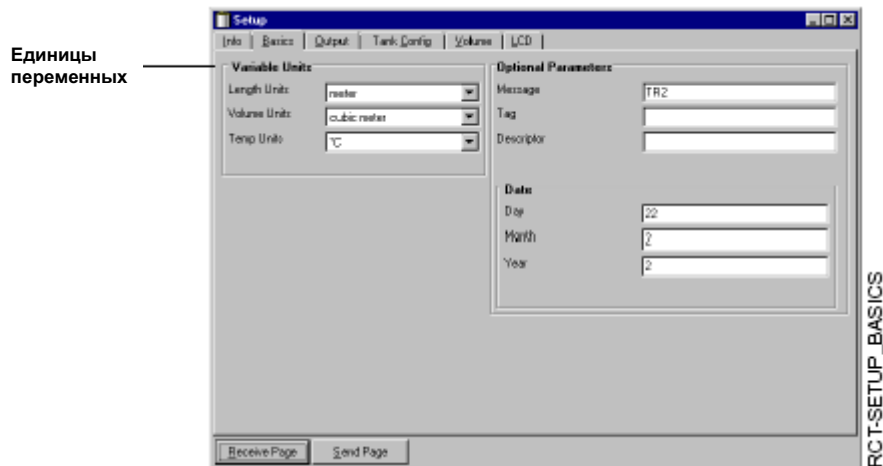 Setup
Info Basics Output Tank Config Volume LCD
Единицы
переменных
Variable Units
Length Units meter
Volume Units cubic meter
Temp Units °C
Optional Parameters
Message TR2
Tag
Descriptor
Date
Day 22
Month 7
Year 2
Receive Page Send Page
RCT-SETUP_BASICS